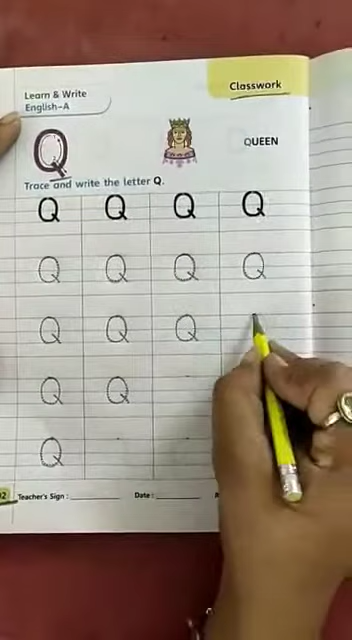 Learn & Write
English-A
Classwork
Q
QUEEN
Trace and write the letter Q.
Q Q Q Q
Q Q Q Q
Q Q Q
Q Q
Q
Teacher's Sign : Date :